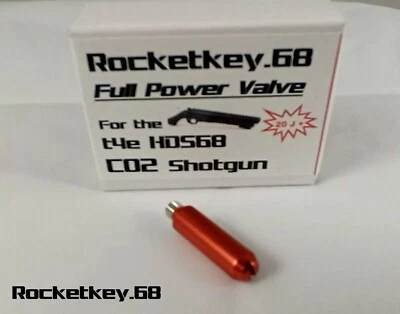 Rocketkey.68
Full Power Valve
For the
20 J +
t4e HDS68
CO2 Shotgun
Rocketkey.68